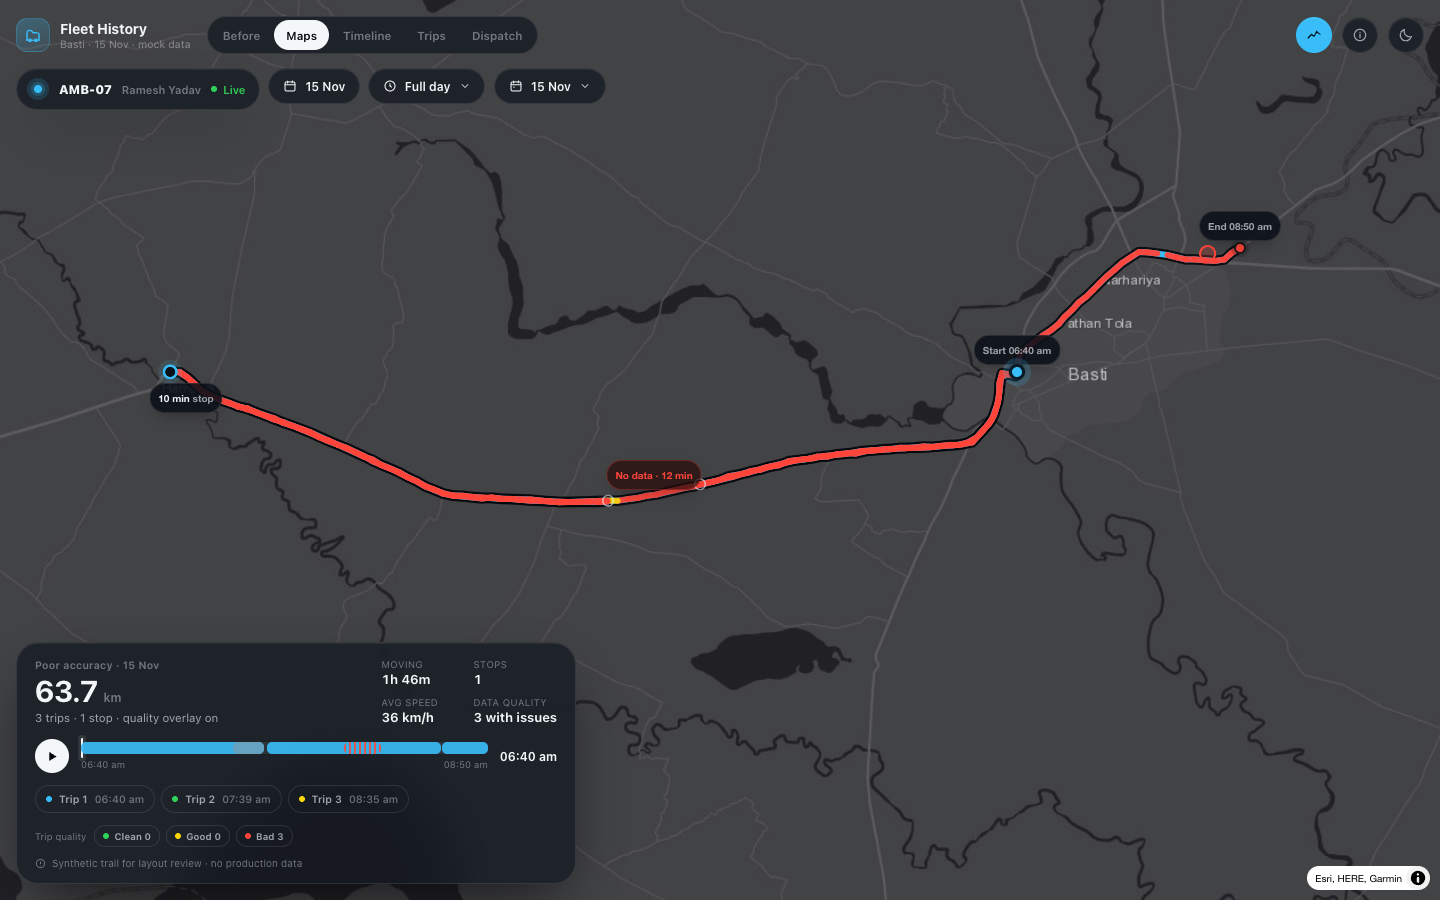 Fleet History
Basti · 15 Nov · mock data
Before
Maps
Timeline
Trips
Dispatch
AMB-07 Ramesh Yadav Live
15 Nov
Full day
15 Nov
End 08:50 am
arhariya
athan Tola
Start 06:40 am
Basti
10 min stop
No data · 12 min
Poor accuracy · 15 Nov
63.7 km
3 trips · 1 stop · quality overlay on
MOVING
1h 46m
STOPS
1
AVG SPEED
36 km/h
DATA QUALITY
3 with issues
06:40 am
08:50 am
06:40 am
Trip 1 06:40 am
Trip 2 07:39 am
Trip 3 08:35 am
Trip quality
Clean 0
Good 0
Bad 3
Synthetic trail for layout review · no production data
Esri, HERE, Garmin